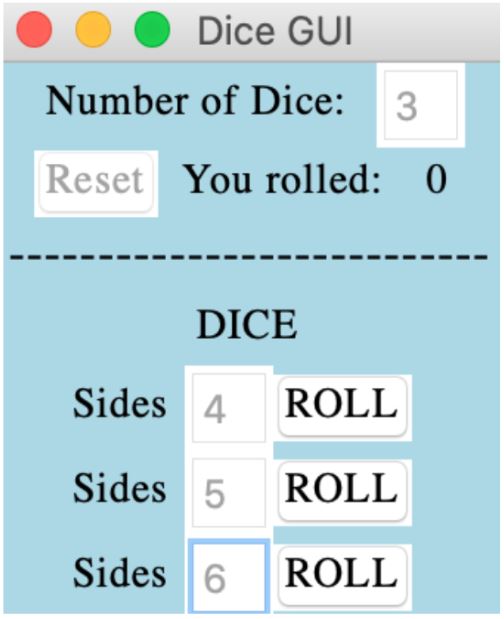 Dice GUI
Number of Dice: 3
Reset You rolled: 0
------------------------------
DICE
Sides 4 ROLL
Sides 5 ROLL
Sides 6 ROLL